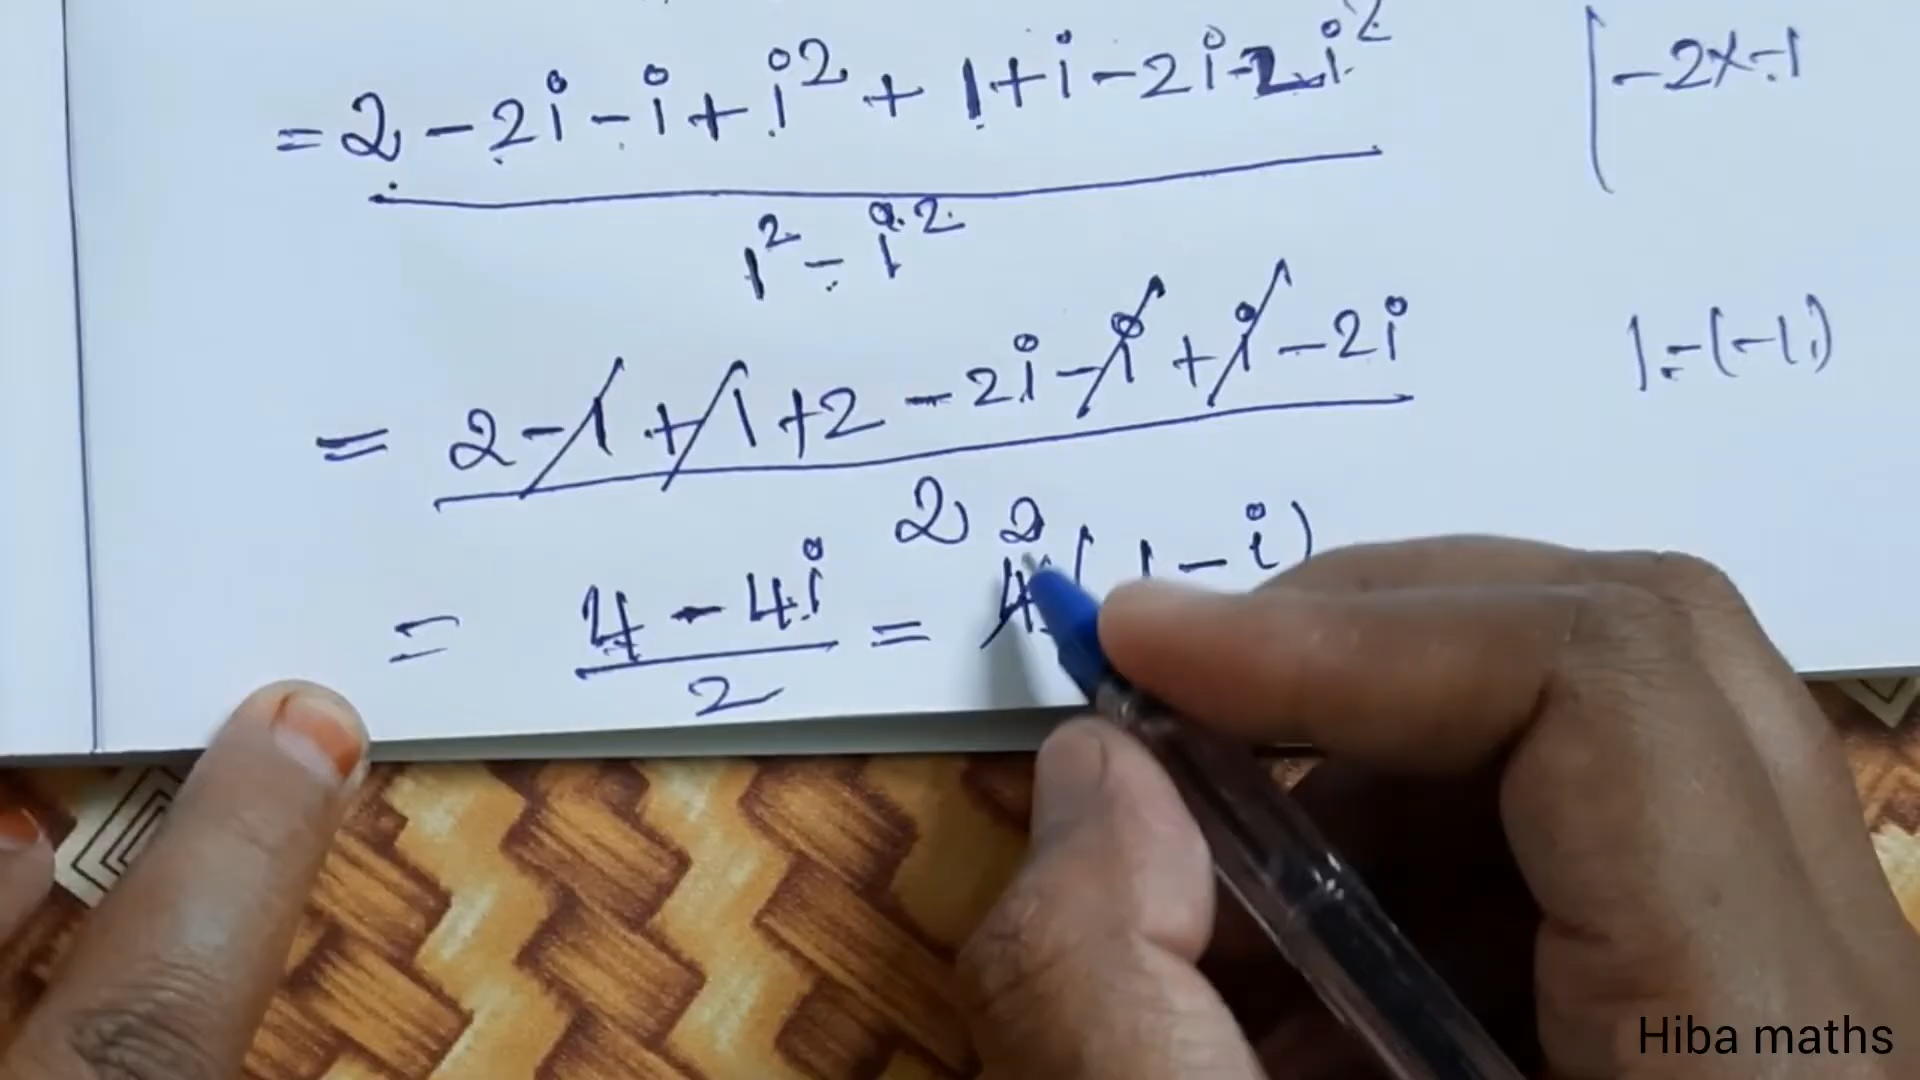 = 2 - 2i - i + i² + 1 + i - 2i - 2i²
1² - i²
-2x-1
= 2 - 1 + 1 + 2 - 2i - i + i - 2i
2
1-(-1)
= 4 - 4i = 4(1 - i)
2
2
Hiba maths